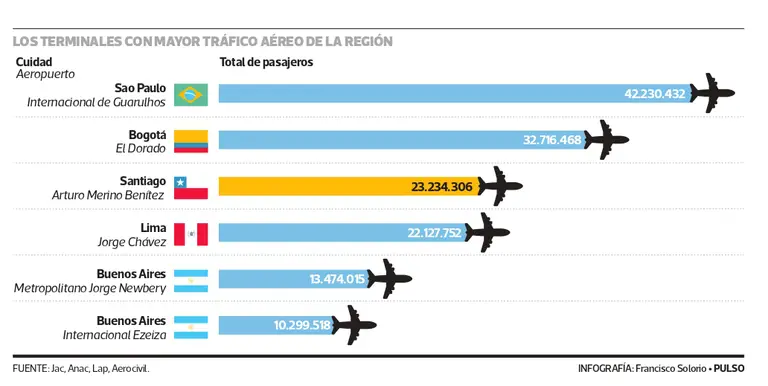 LOS TERMINALES CON MAYOR TRÁFICO AÉREO DE LA REGIÓN
Cuidad
Aeropuerto
Total de pasajeros
Sao Paulo
Internacional de Guarulhos
42.230.432
Bogotá
El Dorado
32.716.468
Santiago
Arturo Merino Benítez
23.234.306
Lima
Jorge Chávez
22.127.752
Buenos Aires
Metropolitano Jorge Newbery
13.474.015
Buenos Aires
Internacional Ezeiza
10.299.518
FUENTE: Jac, Anac, Lap, Aerocivil.
INFOGRAFÍA: Francisco Solorio • PULSO